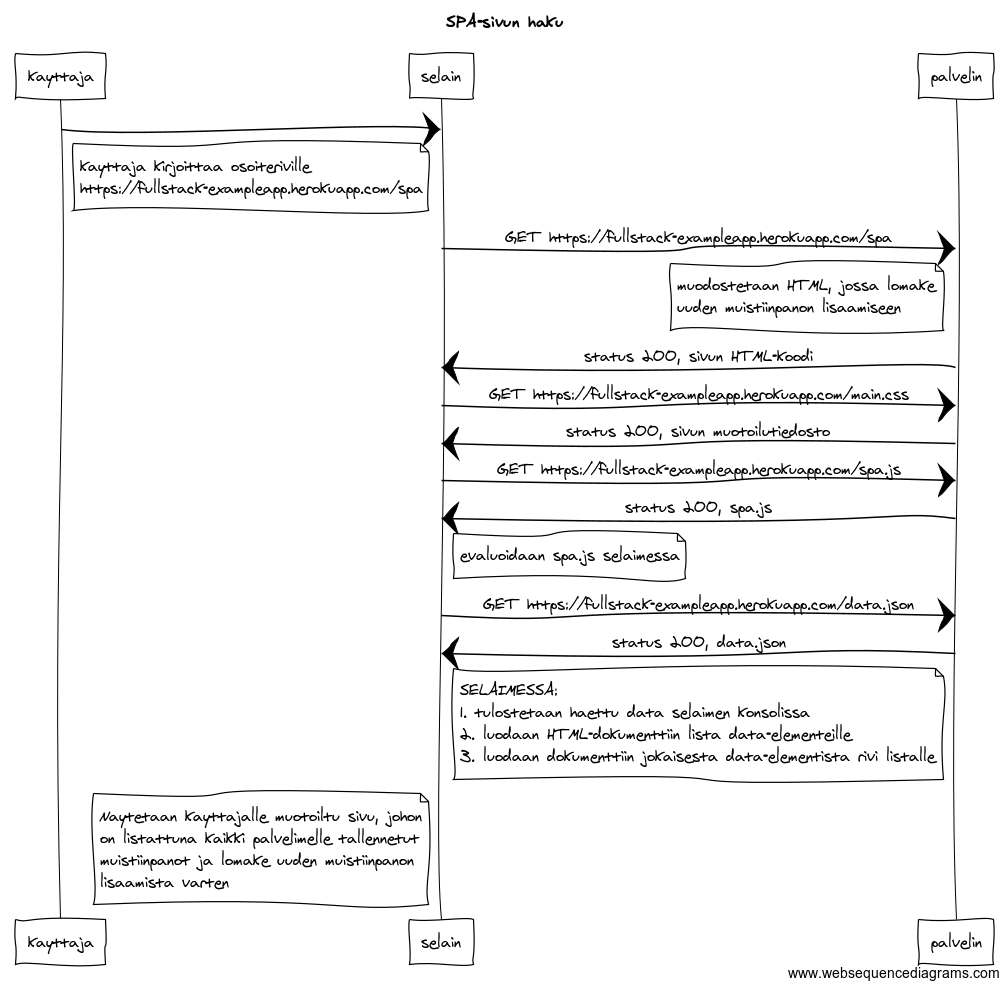 SPA-sivun haku
Kayttaja
selain
palvelin
Kayttaja kirjoittaa osoiteriville
https://fullstack-exampleapp.herokuapp.com/spa
GET https://fullstack-exampleapp.herokuapp.com/spa
muodostetaan HTML, jossa lomake
uuden muistiinpanon lisaamiseen
status 200, sivun HTML-koodi
GET https://fullstack-exampleapp.herokuapp.com/main.css
status 200, sivun muotoilutiedosto
GET https://fullstack-exampleapp.herokuapp.com/spa.js
status 200, spa.js
evaluoidaan spa.js selaimessa
GET https://fullstack-exampleapp.herokuapp.com/data.json
status 200, data.json
SELAIMESSA:
1. tulostetaan haettu data selaimen konsolissa
2. luodaan HTML-dokumenttiin lista data-elementeille
3. luodaan dokumenttiin jokaisesta data-elementista rivi listalle
Naytetaan kayttajalle muotoiltu sivu, johon
on listattuna kaikki palvelimelle tallennetut
muistiinpanot ja lomake uuden muistiinpanon
lisaamista varten
Kayttaja
selain
palvelin
www.websequencediagrams.com